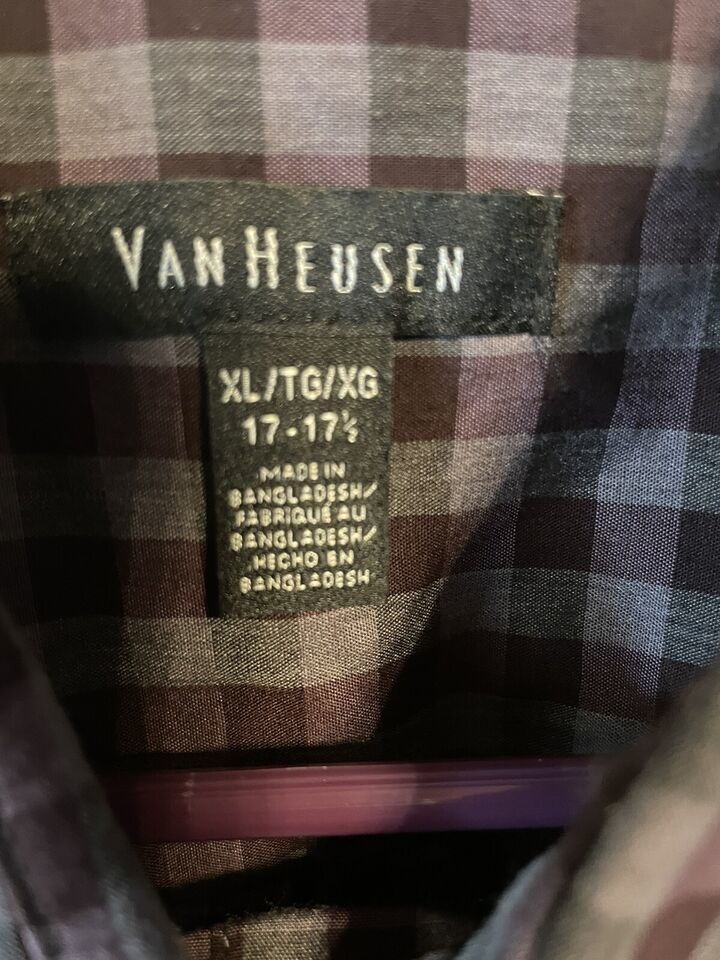 VAN HEUSEN
XL/TG/XG
17-17½
MADE IN
BANGLADESH/
FABRIQUÉ AU
BANGLADESH/
HECHO EN
BANGLADESH